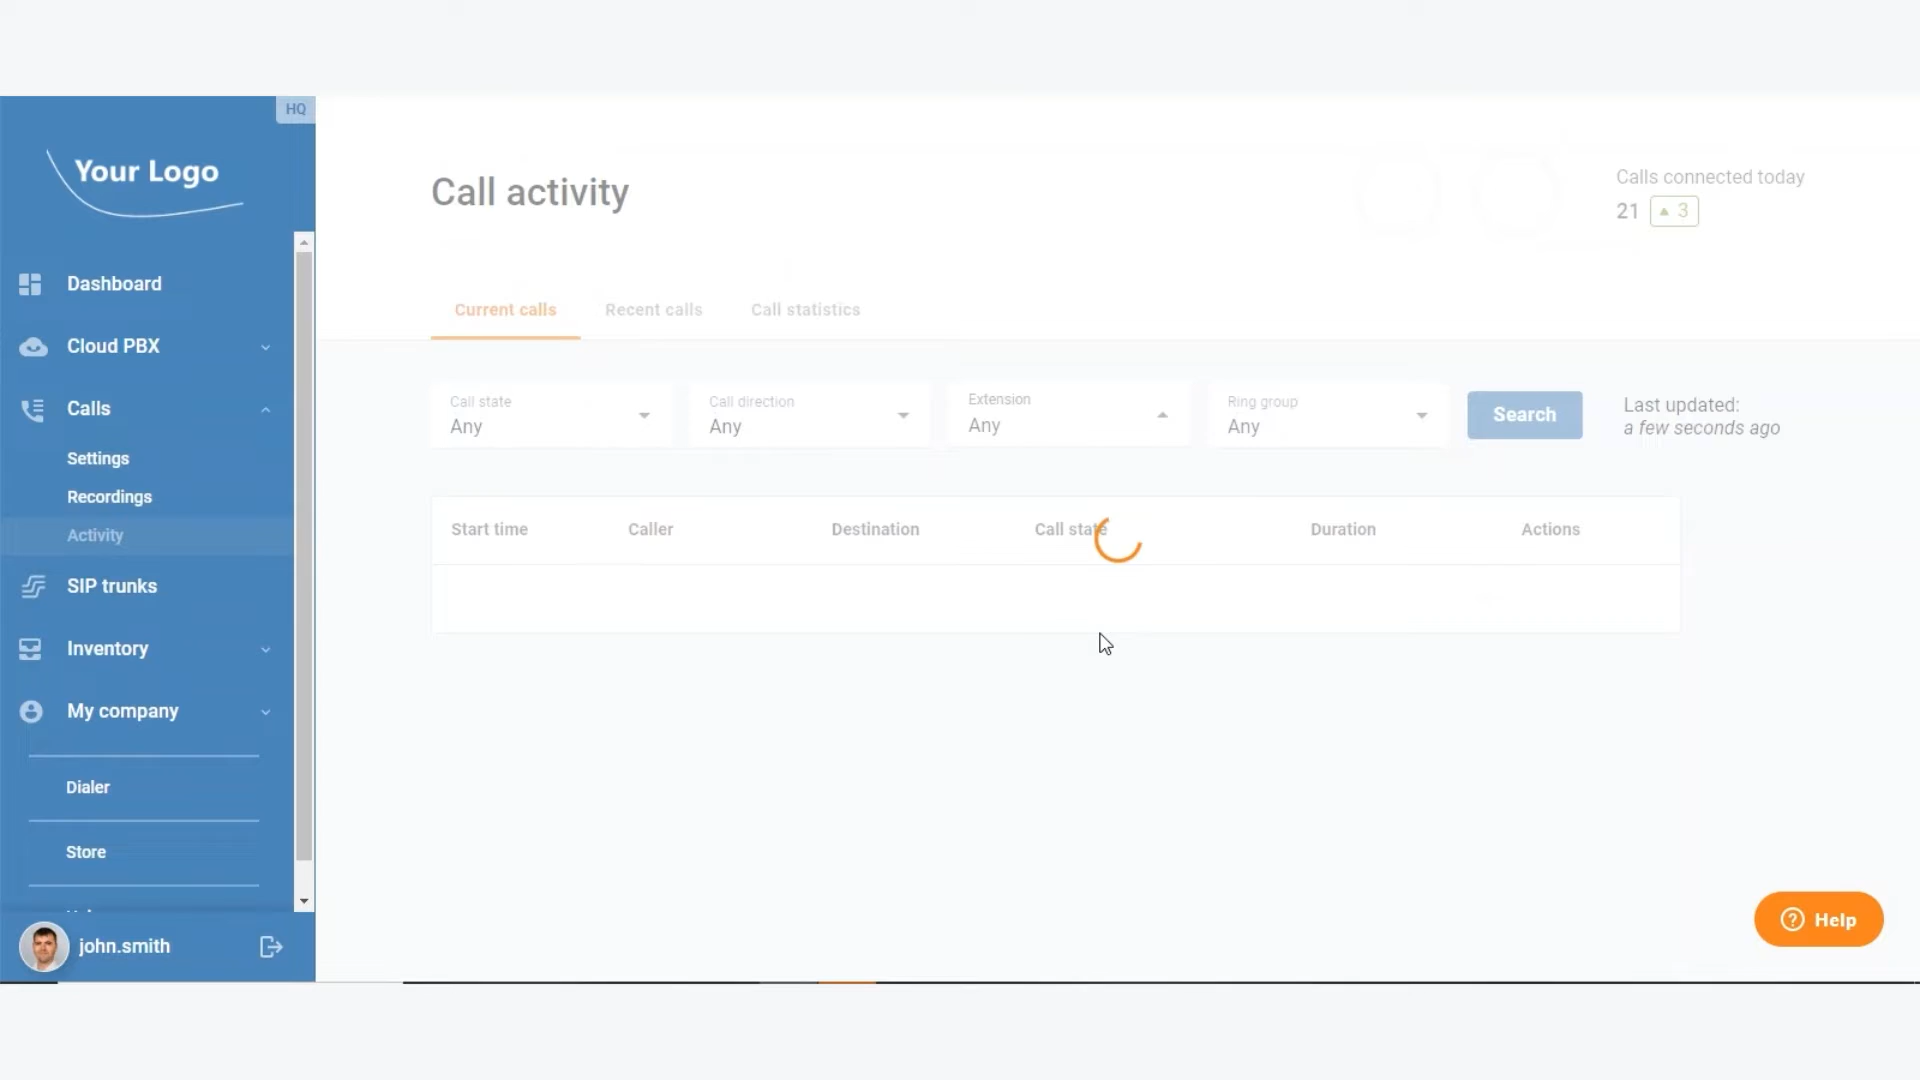 HQ
Your Logo
Dashboard
Cloud PBX
Calls
Settings
Recordings
Activity
SIP trunks
Inventory
My company
Dialer
Store
john.smith
Call activity
Calls connected today
21 ▲ 3
Current calls Recent calls Call statistics
Call state
Any
Call direction
Any
Extension
Any
Ring group
Any
Search
Last updated:
a few seconds ago
Start time Caller Destination Call state Duration Actions
Help